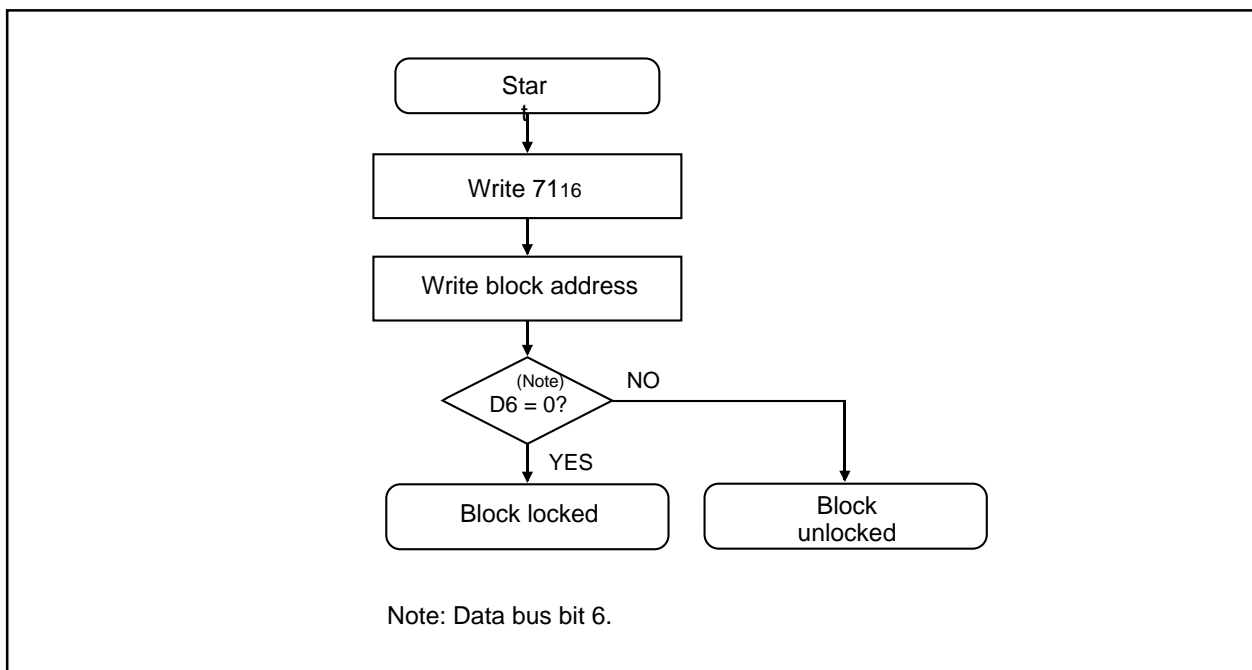 Start
Write 7116
Write block address
(Note)
D6 = 0?
NO
YES
Block locked
Block
unlocked
Note: Data bus bit 6.